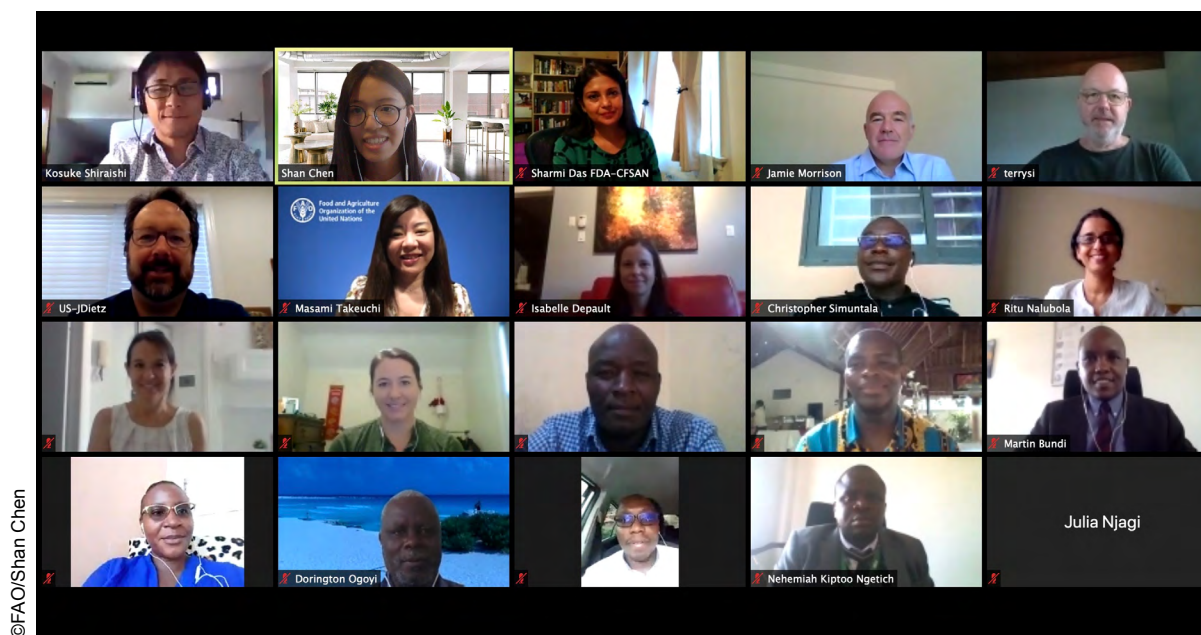 Kosuke Shiraishi
Shan Chen
Sharmi Das FDA-CFSAN
Jamie Morrison
terrysi
US-JDietz
FAO
Food and Agriculture
Organization of the
United Nations
Masami Takeuchi
Isabelle Depault
Christopher Simuntala
Ritu Nalubola
Martin Bundi
Dorington Ogoyi
Nehemiah Kiptoo Ngetich
Julia Njagi
©FAO/Shan Chen